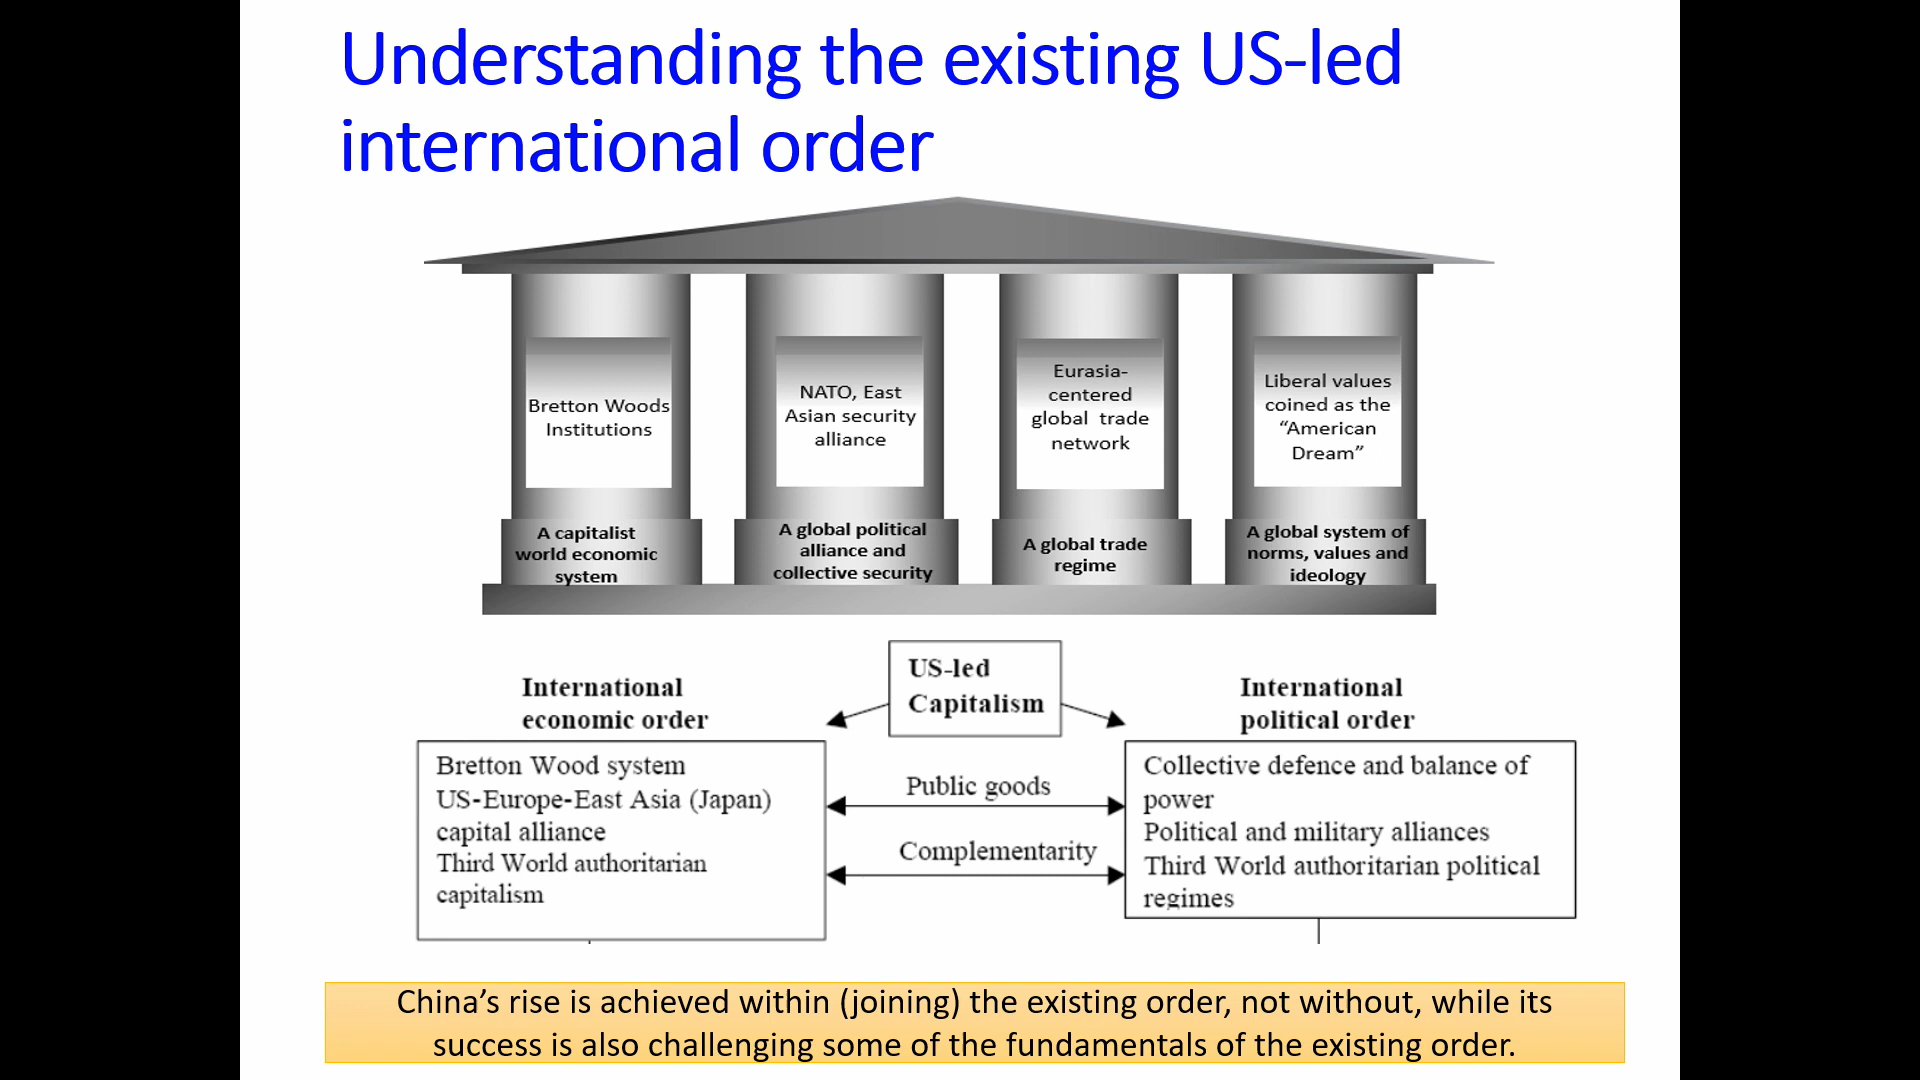 Understanding the existing US-led
international order
Bretton Woods
Institutions
A capitalist
world economic
system
NATO, East
Asian security
alliance
A global political
alliance and
collective security
Eurasia-
centered
global trade
network
A global trade
regime
Liberal values
coined as the
“American
Dream”
A global system of
norms, values and
ideology
US-led
Capitalism
International
economic order
Bretton Wood system
US-Europe-East Asia (Japan)
capital alliance
Third World authoritarian
capitalism
Public goods
Complementarity
International
political order
Collective defence and balance of
power
Political and military alliances
Third World authoritarian political
regimes
China’s rise is achieved within (joining) the existing order, not without, while its
success is also challenging some of the fundamentals of the existing order.